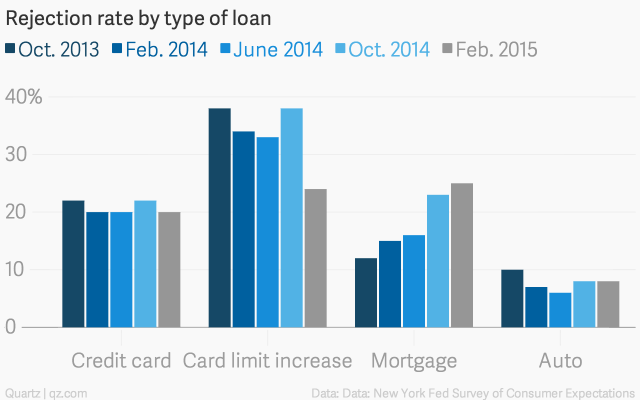 Rejection rate by type of loan
Oct. 2013 Feb. 2014 June 2014 Oct. 2014 Feb. 2015
40%
30
20
10
0
Credit card Card limit increase Mortgage Auto
Quartz | qz.com Data: Data: New York Fed Survey of Consumer Expectations